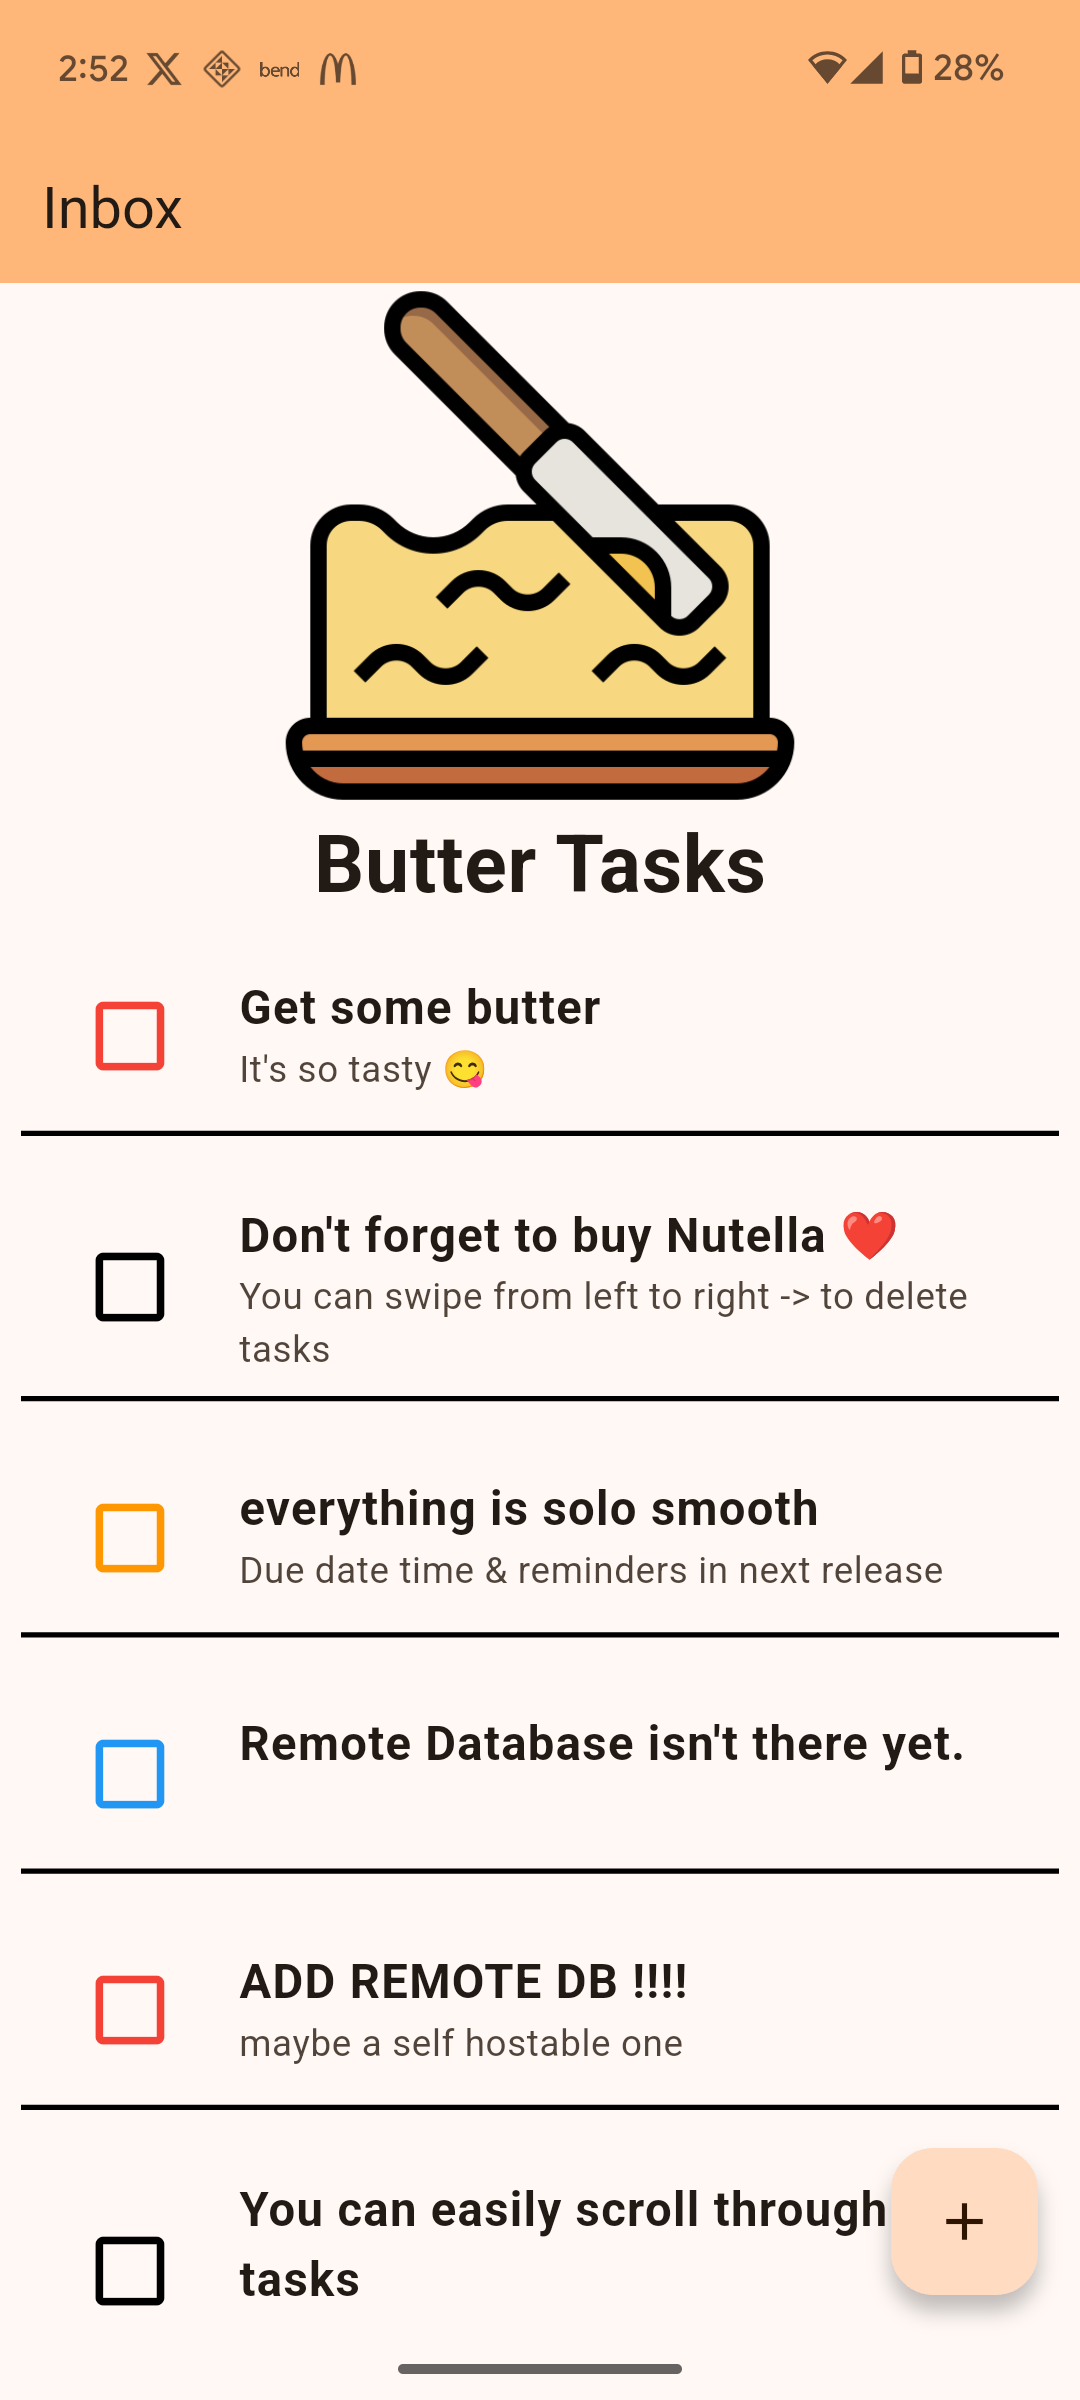 2:52 bend 28%
Inbox
Butter Tasks
Get some butter
It's so tasty 😋
Don't forget to buy Nutella ❤️
You can swipe from left to right -> to delete
tasks
everything is solo smooth
Due date time & reminders in next release
Remote Database isn't there yet.
ADD REMOTE DB !!!!
maybe a self hostable one
You can easily scroll through
tasks